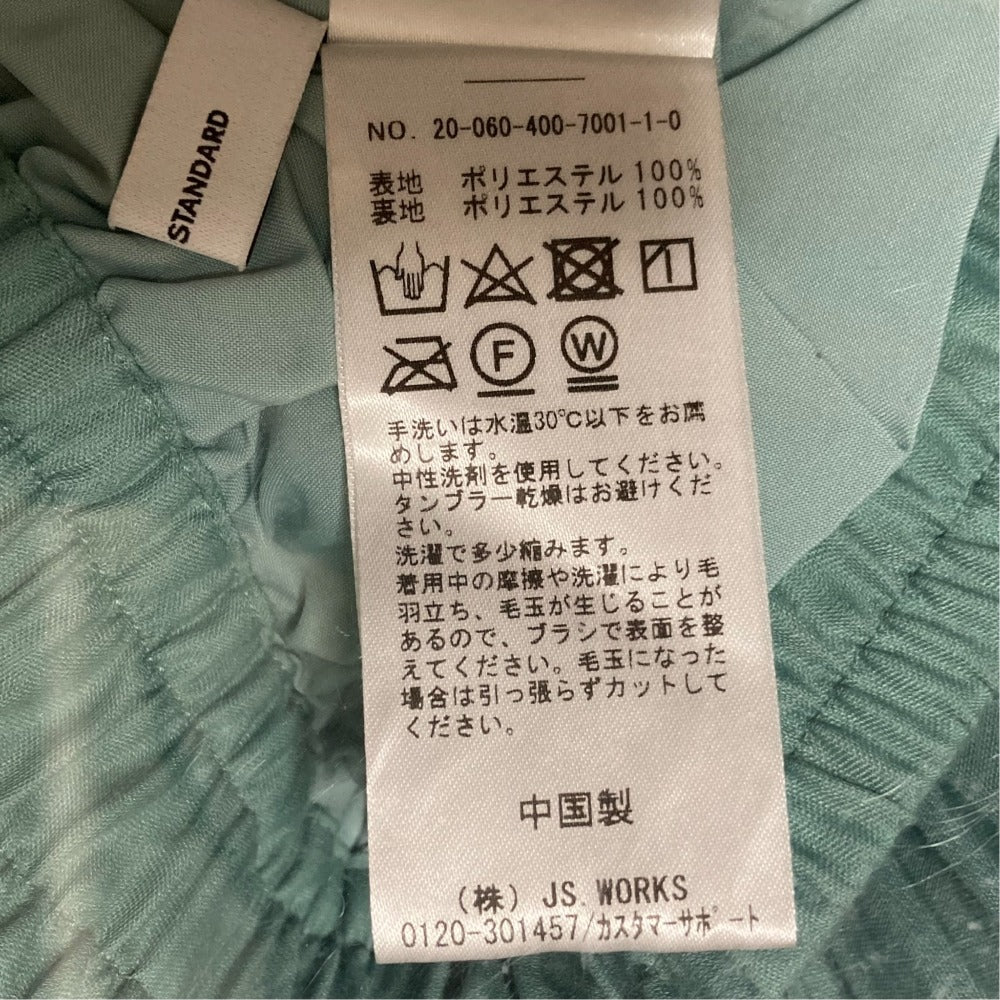 STANDARD
NO. 20-060-400-7001-1-0
表地 ポリエステル 100%
裏地 ポリエステル 100%
F W
手洗いは水温30℃以下をお薦
めします。
中性洗剤を使用してください。
タンブラー乾燥はお避けくだ
さい。
洗濯で多少縮みます。
着用中の摩擦や洗濯により毛
羽立ち、毛玉が生じることが
あるので、ブラシで表面を整
えてください。毛玉になった
場合は引っ張らずカットして
ください。
中国製
(株) JS. WORKS
0120-301457/カスタマーサポート